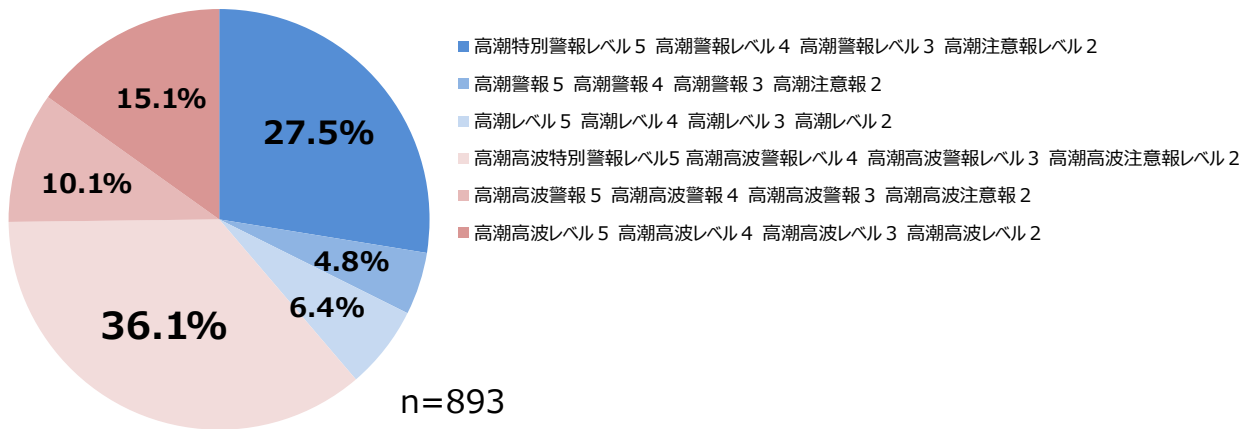 27.5%
4.8%
6.4%
36.1%
10.1%
15.1%
n=893
高潮特別警報レベル5 高潮警報レベル4 高潮警報レベル3 高潮注意報レベル2
高潮警報5 高潮警報4 高潮警報3 高潮注意報2
高潮レベル5 高潮レベル4 高潮レベル3 高潮レベル2
高潮高波特別警報レベル5 高潮高波警報レベル4 高潮高波警報レベル3 高潮高波注意報レベル2
高潮高波警報5 高潮高波警報4 高潮高波警報3 高潮高波注意報2
高潮高波レベル5 高潮高波レベル4 高潮高波レベル3 高潮高波レベル2